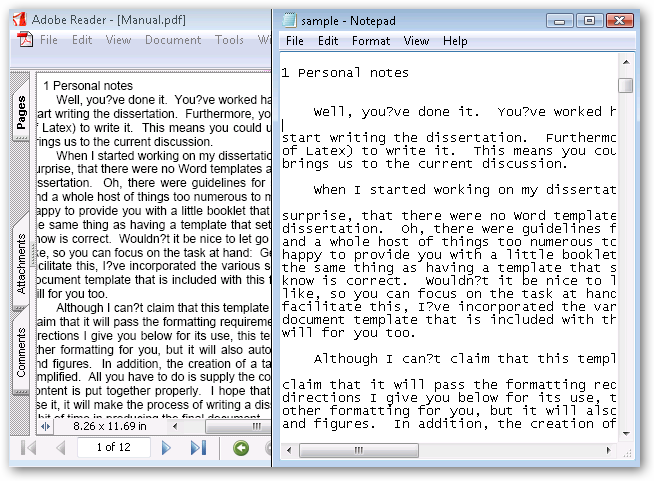 Adobe Reader - [Manual.pdf]
File Edit View Document Tools
Pages
Attachments
Comments
1 Personal notes
Well, you?ve done it. You?ve worked ha
art writing the dissertation. Furthermore, yo
f Latex) to write it. This means you could u
rings us to the current discussion.
When I started working on my dissertatio
urprise, that there were no Word templates a
ssertation. Oh, there were guidelines for
nd a whole host of things too numerous to m
appy to provide you with a little booklet that
e same thing as having a template that set
now is correct. Wouldn?t it be nice to let go
ke, so you can focus on the task at hand: Ge
cilitate this, I?ve incorporated the various s
ocument template that is included with this f
ill for you too.
Although I can?t claim that this template
aim that it will pass the formatting requireme
rections I give you below for its use, this te
ther formatting for you, but it will also auto
nd figures. In addition, the creation of a ta
mplified. All you have to do is supply the co
ontent is put together properly. I hope that
se it, it will make the process of writing a dis
8.26 x 11.69 in
1 of 12
sample - Notepad
File Edit Format View Help
1 Personal notes
Well, you?ve done it. You?ve worked h
start writing the dissertation. Furthermo
of Latex) to write it. This means you cou
brings us to the current discussion.
When I started working on my dissertat
surprise, that there were no Word template
dissertation. Oh, there were guidelines f
and a whole host of things too numerous to
happy to provide you with a little booklet
the same thing as having a template that s
know is correct. Wouldn?t it be nice to l
like, so you can focus on the task at hand
facilitate this, I?ve incorporated the var
document template that is included with th
will for you too.
Although I can?t claim that this templ
claim that it will pass the formatting req
directions I give you below for its use, t
other formatting for you, but it will also
and figures. In addition, the creation of